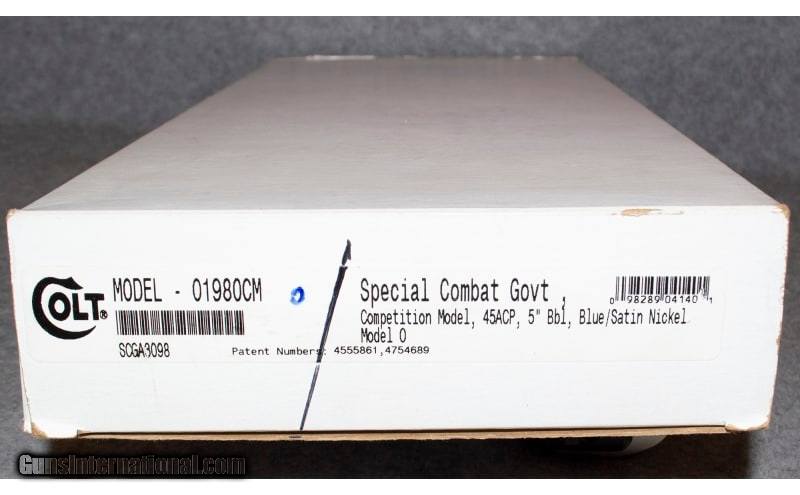 COLT®
MODEL - 01980CM
SCGA3098
Patent Numbers: 4555861,4754689
Special Combat Govt ,
Competition Model, 45ACP, 5" Bbl, Blue/Satin Nickel
Model O
0 98289 04140 1
GunsInternational.com